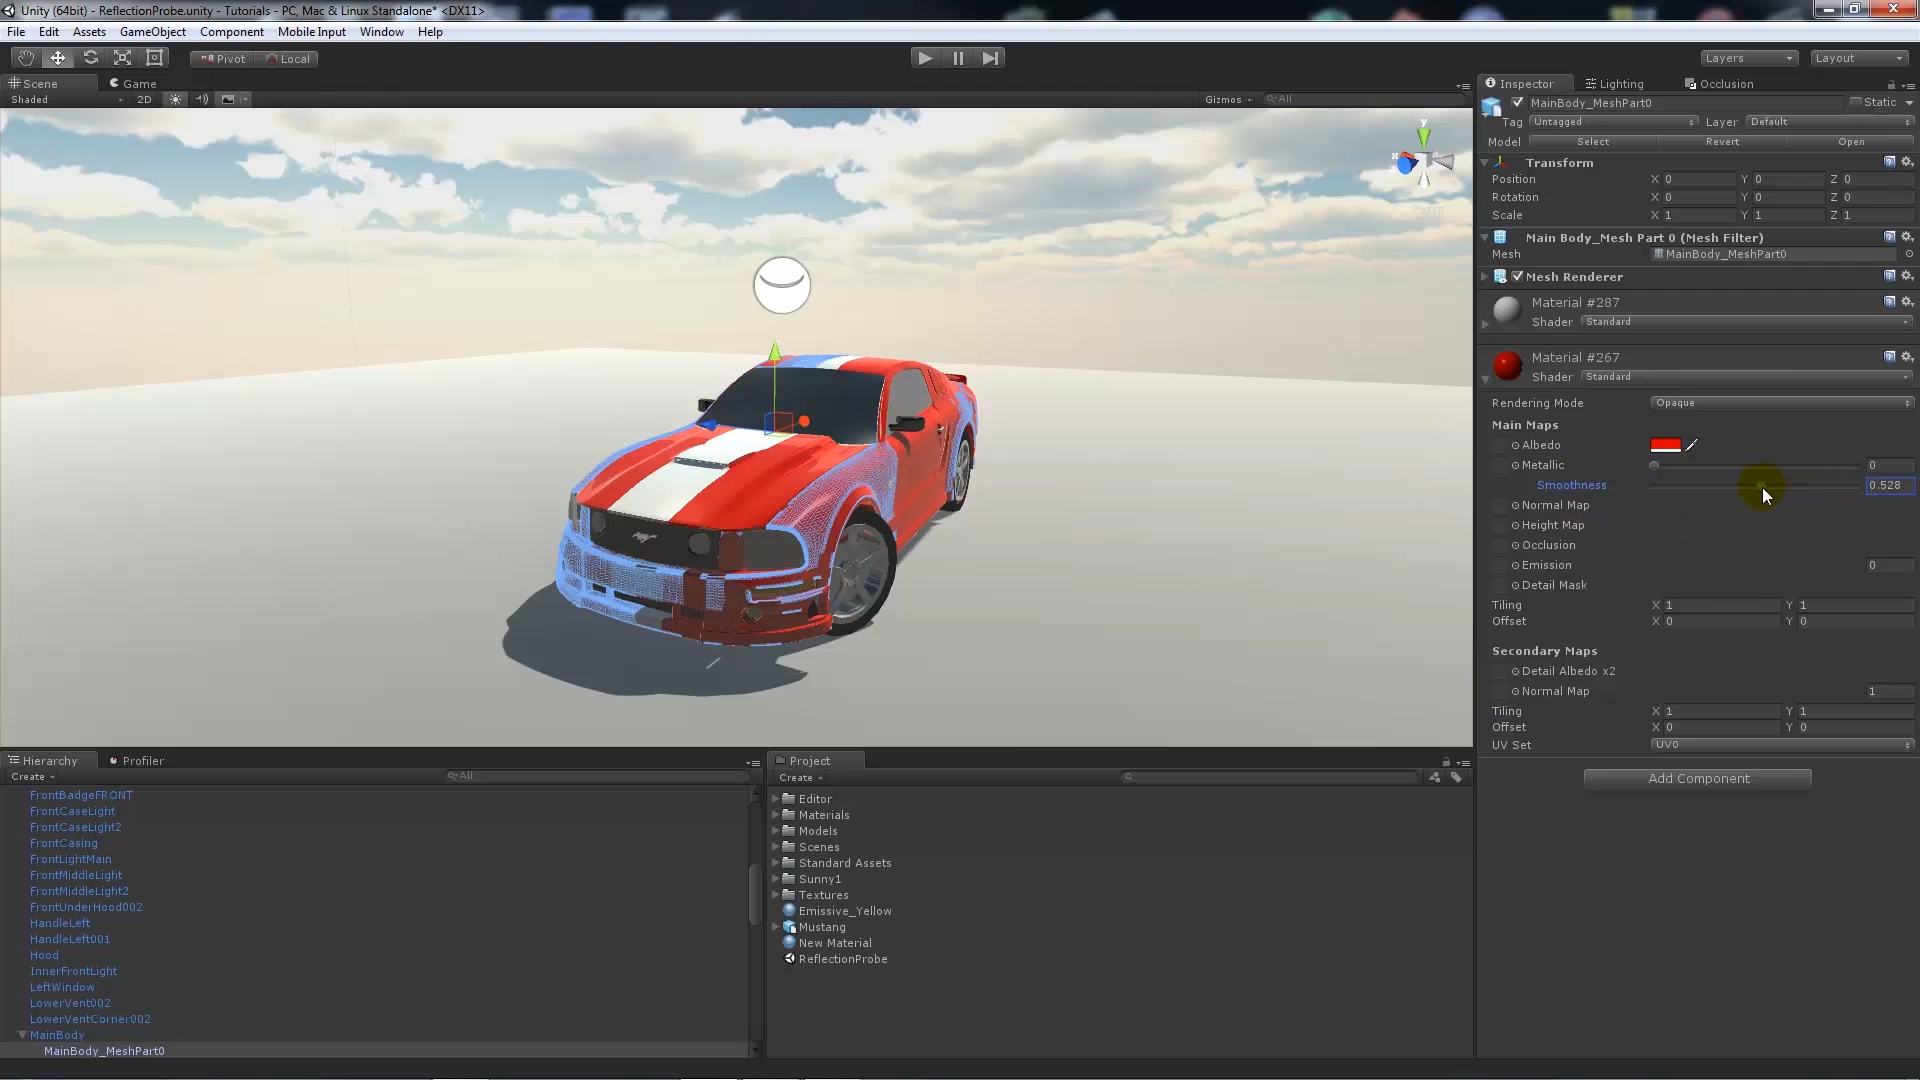 Unity (64bit) - ReflectionProbe.unity - Tutorials - PC, Mac & Linux Standalone* <DX11>
File Edit Assets GameObject Component Mobile Input Window Help
Pivot Local Layers Layout
Scene Game
Shaded 2D Gizmos All
y
x
Persp
Inspector Lighting Occlusion
MainBody_MeshPart0 Static
Tag Untagged Layer Default
Model Select Revert Open
Transform
Position X 0 Y 0 Z 0
Rotation X 0 Y 0 Z 0
Scale X 1 Y 1 Z 1
Main Body_Mesh Part 0 (Mesh Filter)
Mesh MainBody_MeshPart0
Mesh Renderer
Material #287
Shader Standard
Material #267
Shader Standard
Rendering Mode Opaque
Main Maps
Albedo
Metallic 0
Smoothness 0.528
Normal Map
Height Map
Occlusion
Emission 0
Detail Mask
Tiling X 1 Y 1
Offset X 0 Y 0
Secondary Maps
Detail Albedo x2
Normal Map 1
Tiling X 1 Y 1
Offset X 0 Y 0
UV Set UV0
Add Component
Hierarchy Profiler
Create All
FrontBadgeFRONT
FrontCaseLight
FrontCaseLight2
FrontCasing
FrontLightMain
FrontMiddleLight
FrontMiddleLight2
FrontUnderHood002
HandleLeft
HandleLeft001
Hood
InnerFrontLight
LeftWindow
LowerVent002
LowerVentCorner002
MainBody
MainBody_MeshPart0
Project
Create
Editor
Materials
Models
Scenes
Standard Assets
Sunny1
Textures
Emissive_Yellow
Mustang
New Material
ReflectionProbe